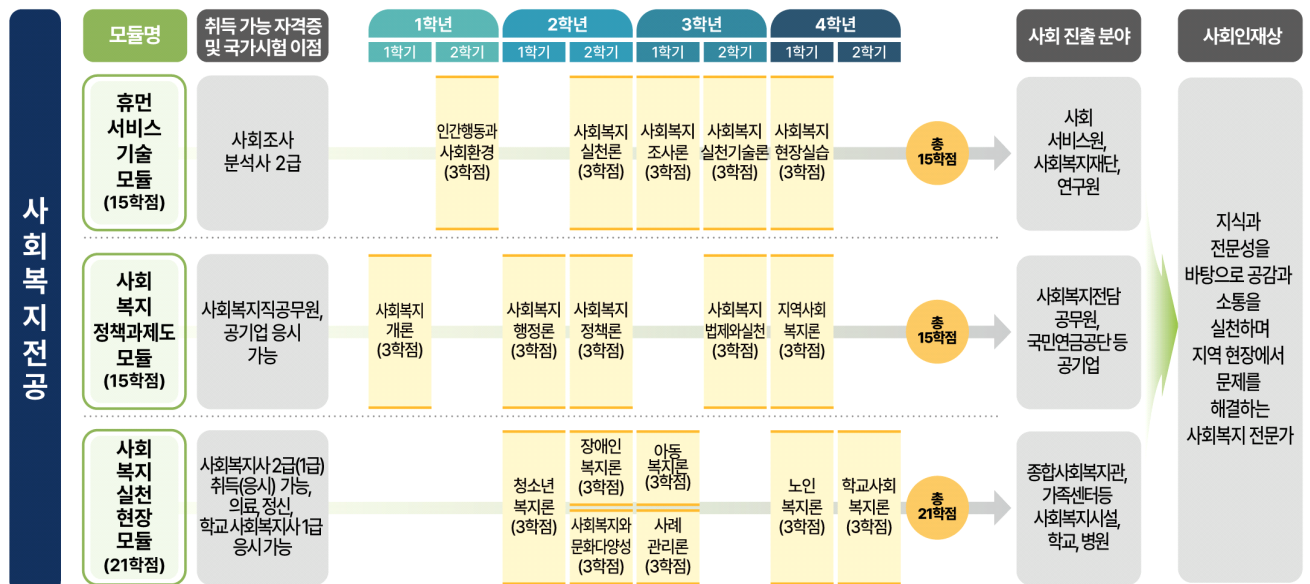 사회복지전공
모듈명
취득 가능 자격증
및 국가시험 이점
1학년
2학년
3학년
4학년
1학기
2학기
1학기
2학기
1학기
2학기
1학기
2학기
사회 진출 분야
사회인재상
휴먼
서비스
기술
모듈
(15학점)
사회조사
분석사 2급
인간행동과
사회환경
(3학점)
사회복지
실천론
(3학점)
사회복지
조사론
(3학점)
사회복지
실천기술론
(3학점)
사회복지
현장실습
(3학점)
총
15학점
사회
서비스원,
사회복지재단,
연구원
사회
복지
정책과제도
모듈
(15학점)
사회복지직공무원,
공기업 응시
가능
사회복지
개론
(3학점)
사회복지
행정론
(3학점)
사회복지
정책론
(3학점)
사회복지
법제와실천
(3학점)
지역사회
복지론
(3학점)
총
15학점
사회복지전담
공무원,
국민연금공단 등
공기업
사회
복지
실천
현장
모듈
(21학점)
사회복지사 2급(1급)
취득(응시) 가능,
의료, 정신,
학교 사회복지사 1급
응시 가능
청소년
복지론
(3학점)
장애인
복지론
(3학점)
사회복지와
문화다양성
(3학점)
아동
복지론
(3학점)
사례
관리론
(3학점)
노인
복지론
(3학점)
학교사회
복지론
(3학점)
총
21학점
종합사회복지관,
가족센터등
사회복지시설,
학교, 병원
지식과
전문성을
바탕으로 공감과
소통을
실천하며
지역 현장에서
문제를
해결하는
사회복지 전문가